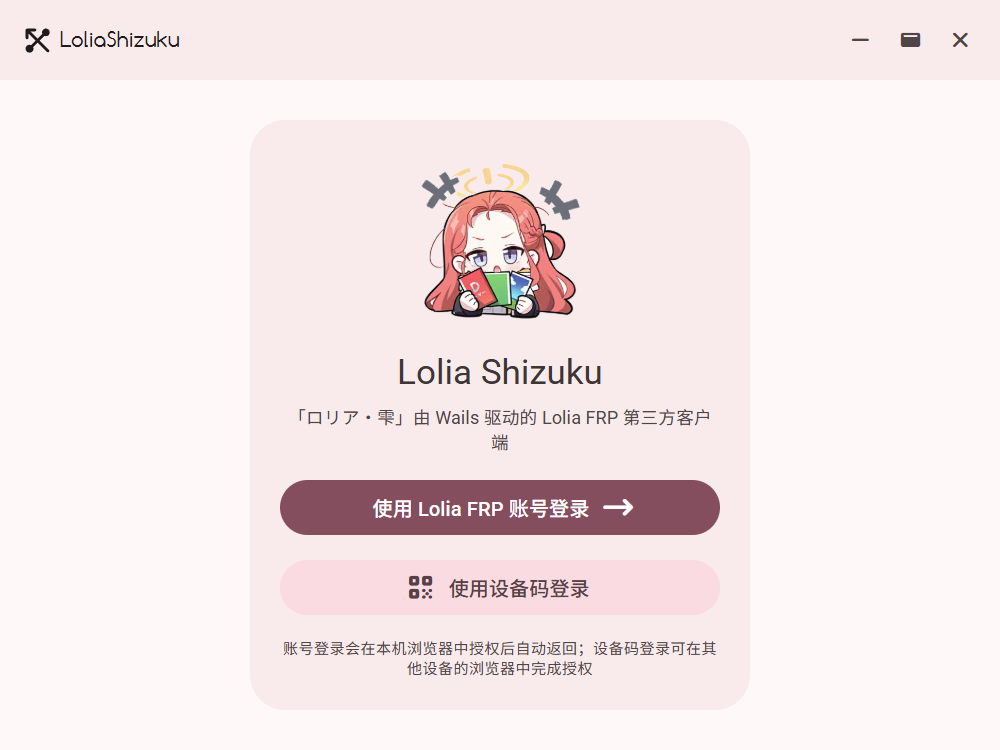 LoliaShizuku
Lolia Shizuku
「ロリア・雫」由 Wails 驱动的 Lolia FRP 第三方客户
端
使用 Lolia FRP 账号登录
使用设备码登录
账号登录会在本机浏览器中授权后自动返回；设备码登录可在其
他设备的浏览器中完成授权